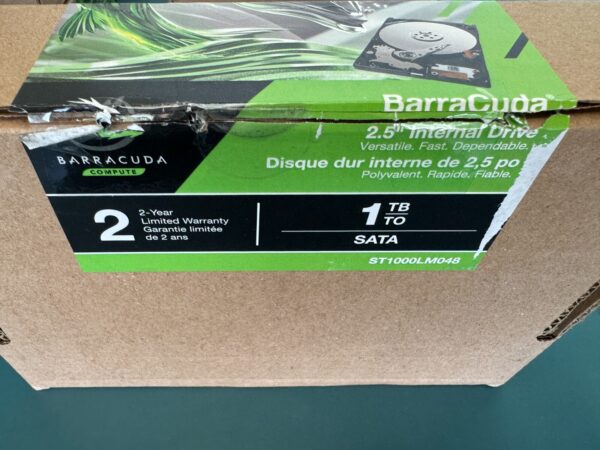 BarraCuda®
2.5" Internal Drive
Versatile. Fast. Dependable.
Disque dur interne de 2,5 po
Polyvalent. Rapide. Fiable.
BARRACUDA
COMPUTE
2
2-Year
Limited Warranty
Garantie limitée
de 2 ans
1 TB
TO
SATA
ST1000LM048